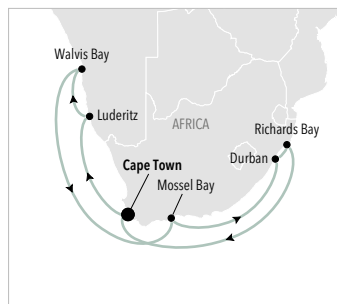 Walvis Bay
Luderitz
AFRICA
Richards Bay
Durban
Cape Town
Mossel Bay